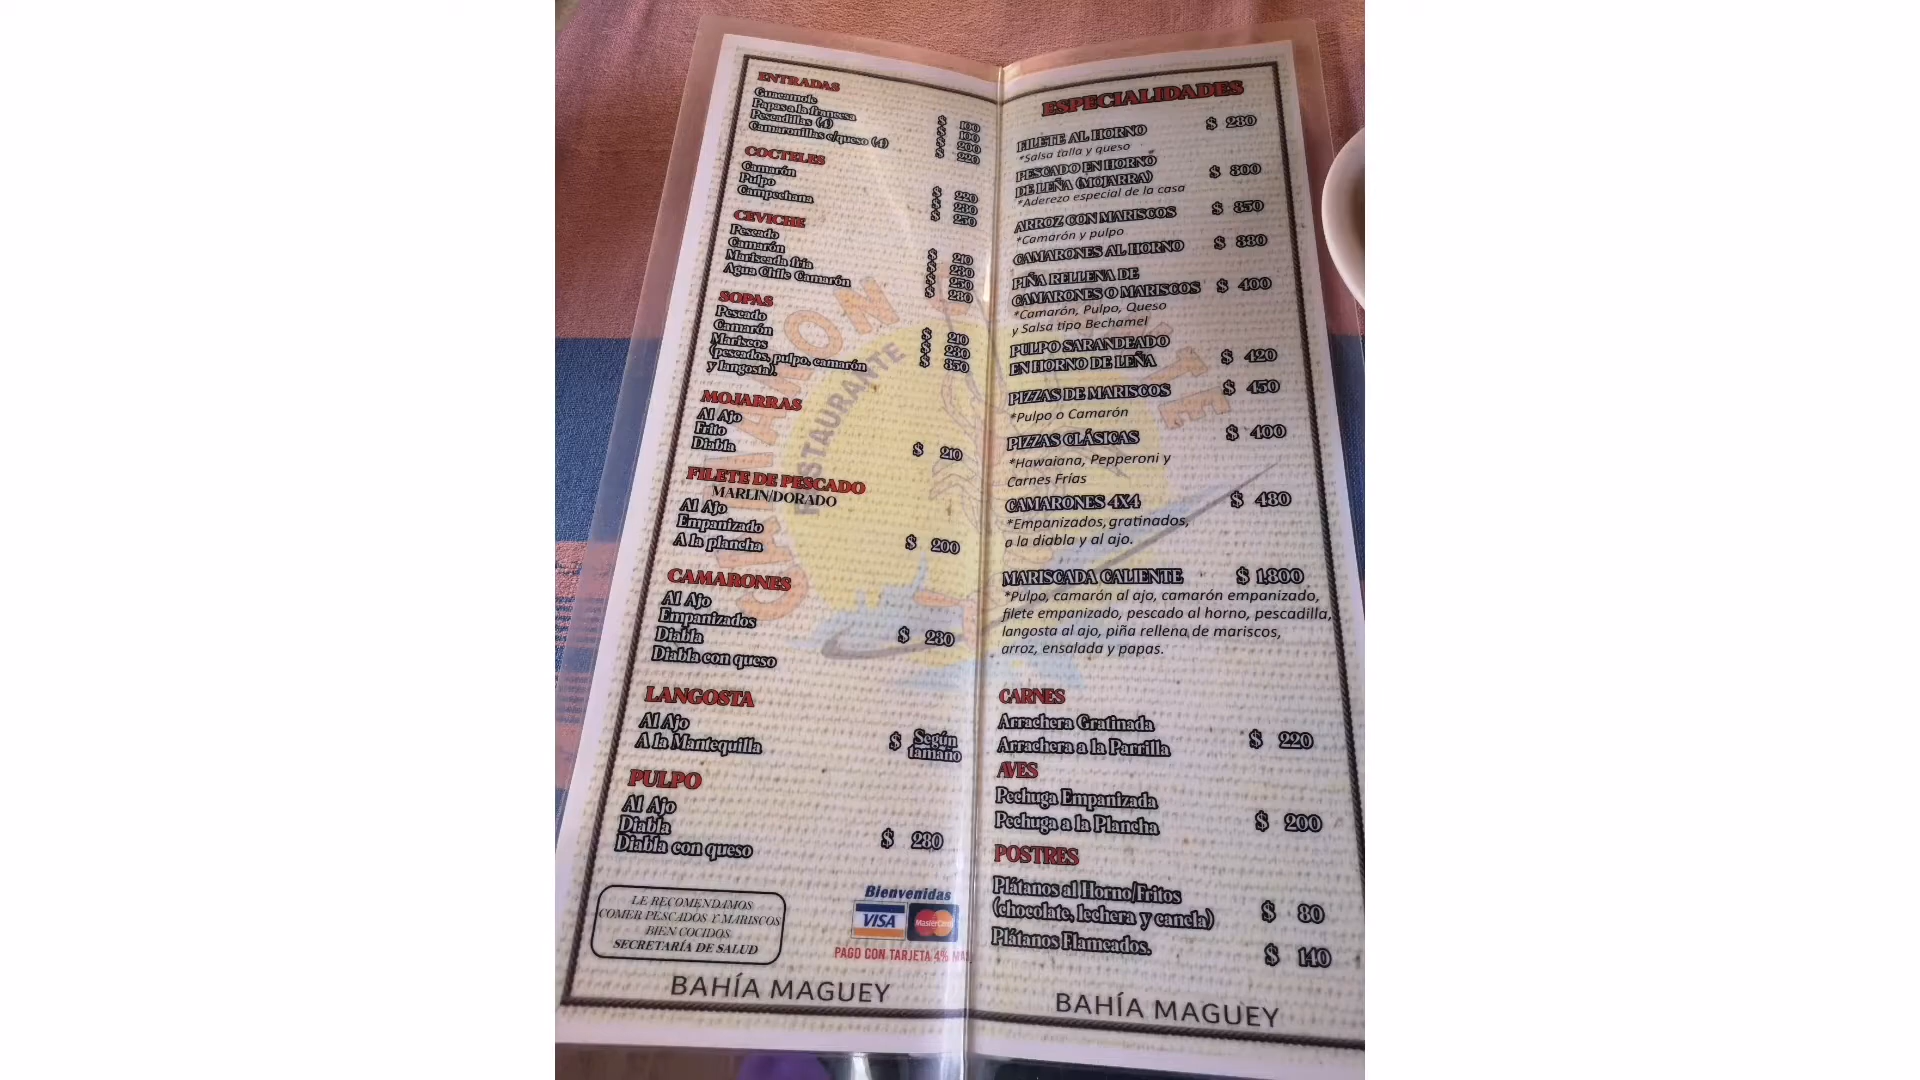 ENTRADAS
Guacamole $ 100
Papas a la francesa $ 100
Pescadillas (4) $ 200
Camaronillas c/queso (4) $ 220
COCTELES
Camarón $ 220
Pulpo $ 230
Campechana $ 250
CEVICHE
Pescado $ 210
Camarón $ 230
Mariscada fría $ 250
Agua Chile Camarón $ 280
SOPAS
Pescado $ 210
Camarón $ 230
Mariscos $ 350
(pescados, pulpo, camarón
y langosta).
MOJARRAS
Al Ajo
Frito
Diabla $ 210
FILETE DE PESCADO
MARLIN/DORADO
Al Ajo
Empanizado
A la plancha $ 200
CAMARONES
Al Ajo
Empanizados
Diabla $ 230
Diabla con queso
LANGOSTA
Al Ajo
A la Mantequilla $ Según
tamaño
PULPO
Al Ajo
Diabla $ 280
Diabla con queso
LE RECOMENDAMOS
COMER PESCADOS Y MARISCOS
BIEN COCIDOS
SECRETARÍA DE SALUD
Bienvenidas
VISA MasterCard
PAGO CON TARJETA 4%
BAHÍA MAGUEY
RESTAURANTE
ESPECIALIDADES
FILETE AL HORNO $ 280
*Salsa talla y queso
PESCADO EN HORNO
DE LEÑA (MOJARRA) $ 300
*Aderezo especial de la casa
ARROZ CON MARISCOS $ 350
*Camarón y pulpo
CAMARONES AL HORNO $ 380
PIÑA RELLENA DE
CAMARONES O MARISCOS $ 400
*Camarón, Pulpo, Queso
y Salsa tipo Bechamel
PULPO SARANDEADO
EN HORNO DE LEÑA $ 420
PIZZAS DE MARISCOS $ 450
*Pulpo o Camarón
PIZZAS CLÁSICAS $ 400
*Hawaiana, Pepperoni y
Carnes Frías
CAMARONES 4X4 $ 480
*Empanizados, gratinados,
a la diabla y al ajo.
MARISCADA CALIENTE $ 1,800
*Pulpo, camarón al ajo, camarón empanizado,
filete empanizado, pescado al horno, pescadilla,
langosta al ajo, piña rellena de mariscos,
arroz, ensalada y papas.
CARNES
Arrachera Gratinada
Arrachera a la Parrilla $ 220
AVES
Pechuga Empanizada
Pechuga a la Plancha $ 200
POSTRES
Plátanos al Horno/Fritos
(chocolate, lechera y canela) $ 80
Plátanos Flameados. $ 140
BAHÍA MAGUEY